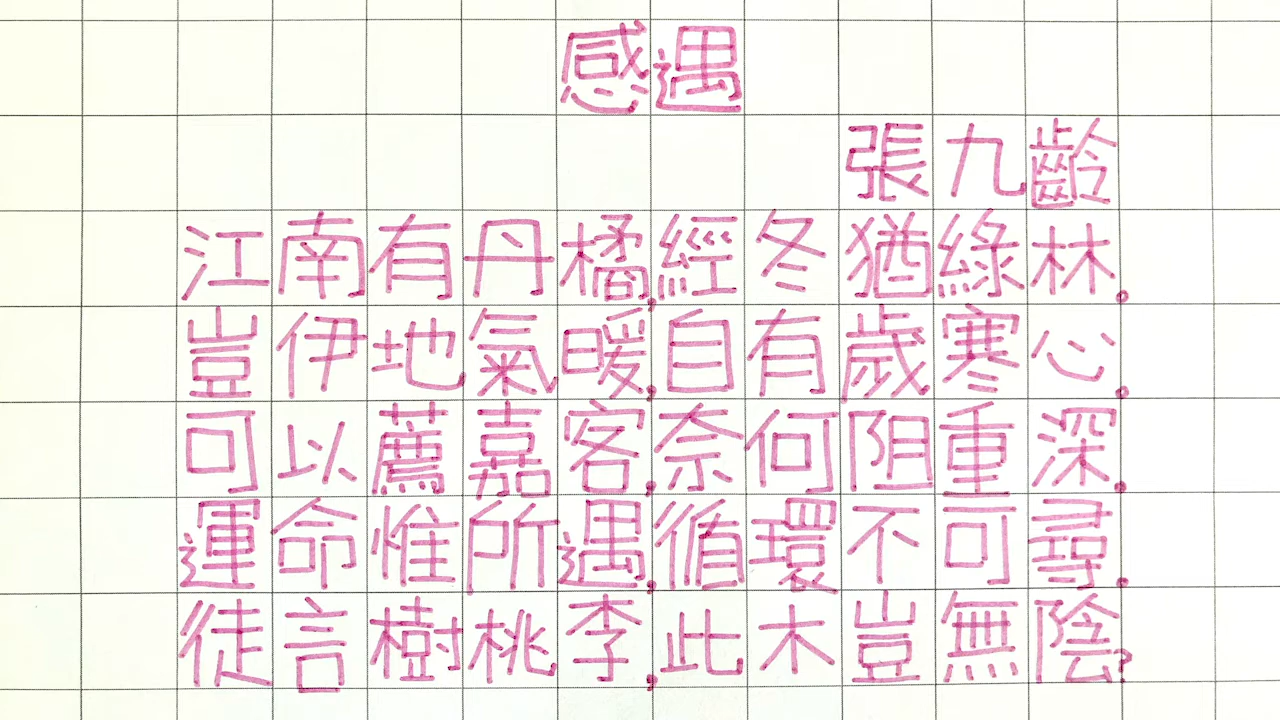 感遇
張九齡
江南有丹橘,經冬猶綠林。
豈伊地氣暖,自有歲寒心。
可以薦嘉客,奈何阻重深。
運命惟所遇,循環不可尋。
徒言樹桃李,此木豈無陰?